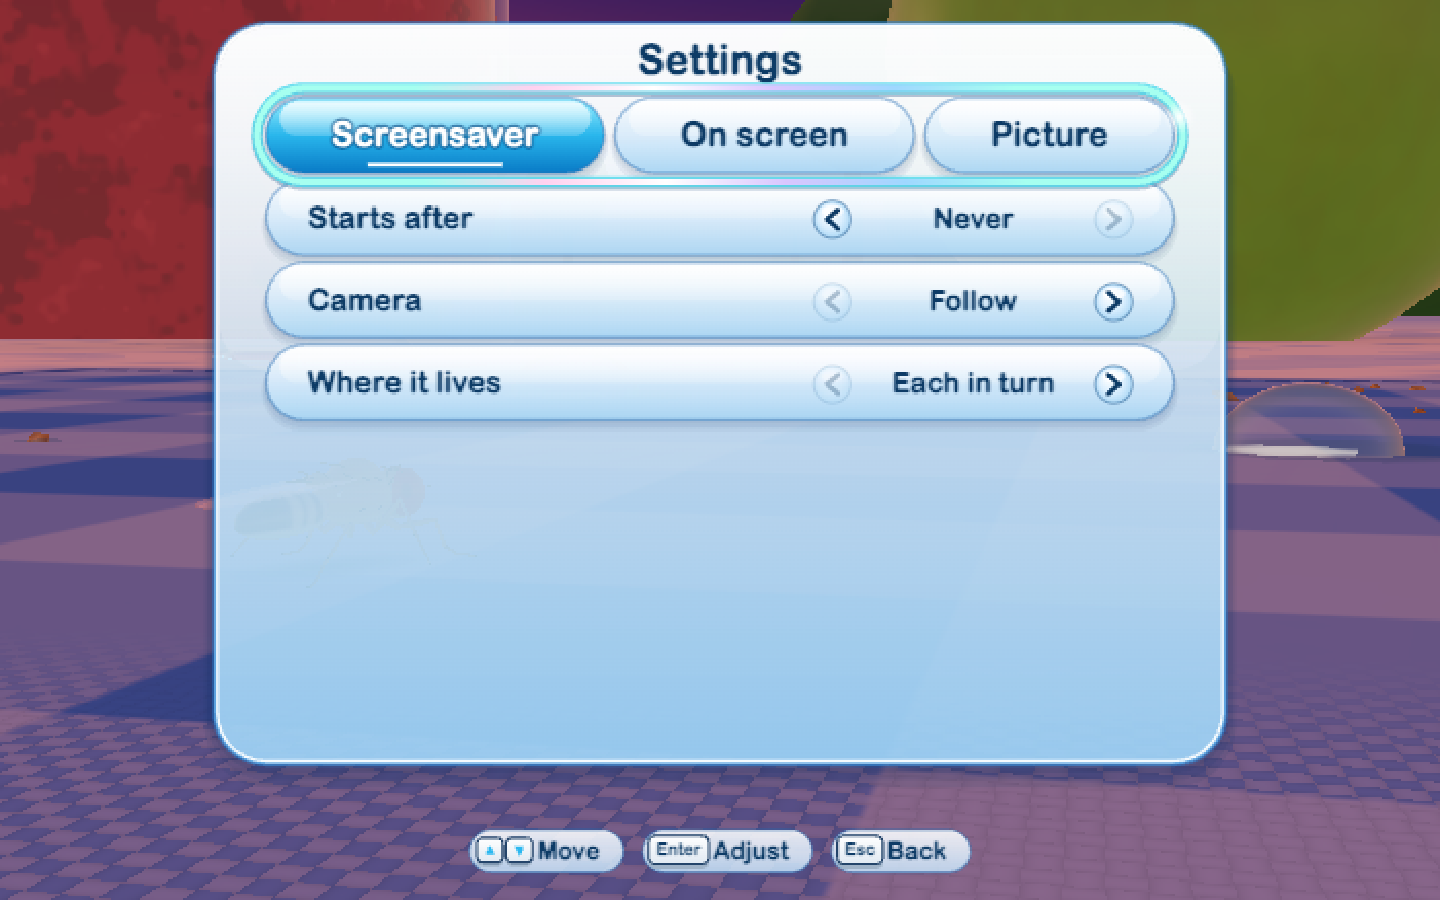 Settings
Screensaver On screen Picture
Starts after < Never >
Camera < Follow >
Where it lives < Each in turn >
▲ ▼ Move Enter Adjust Esc Back